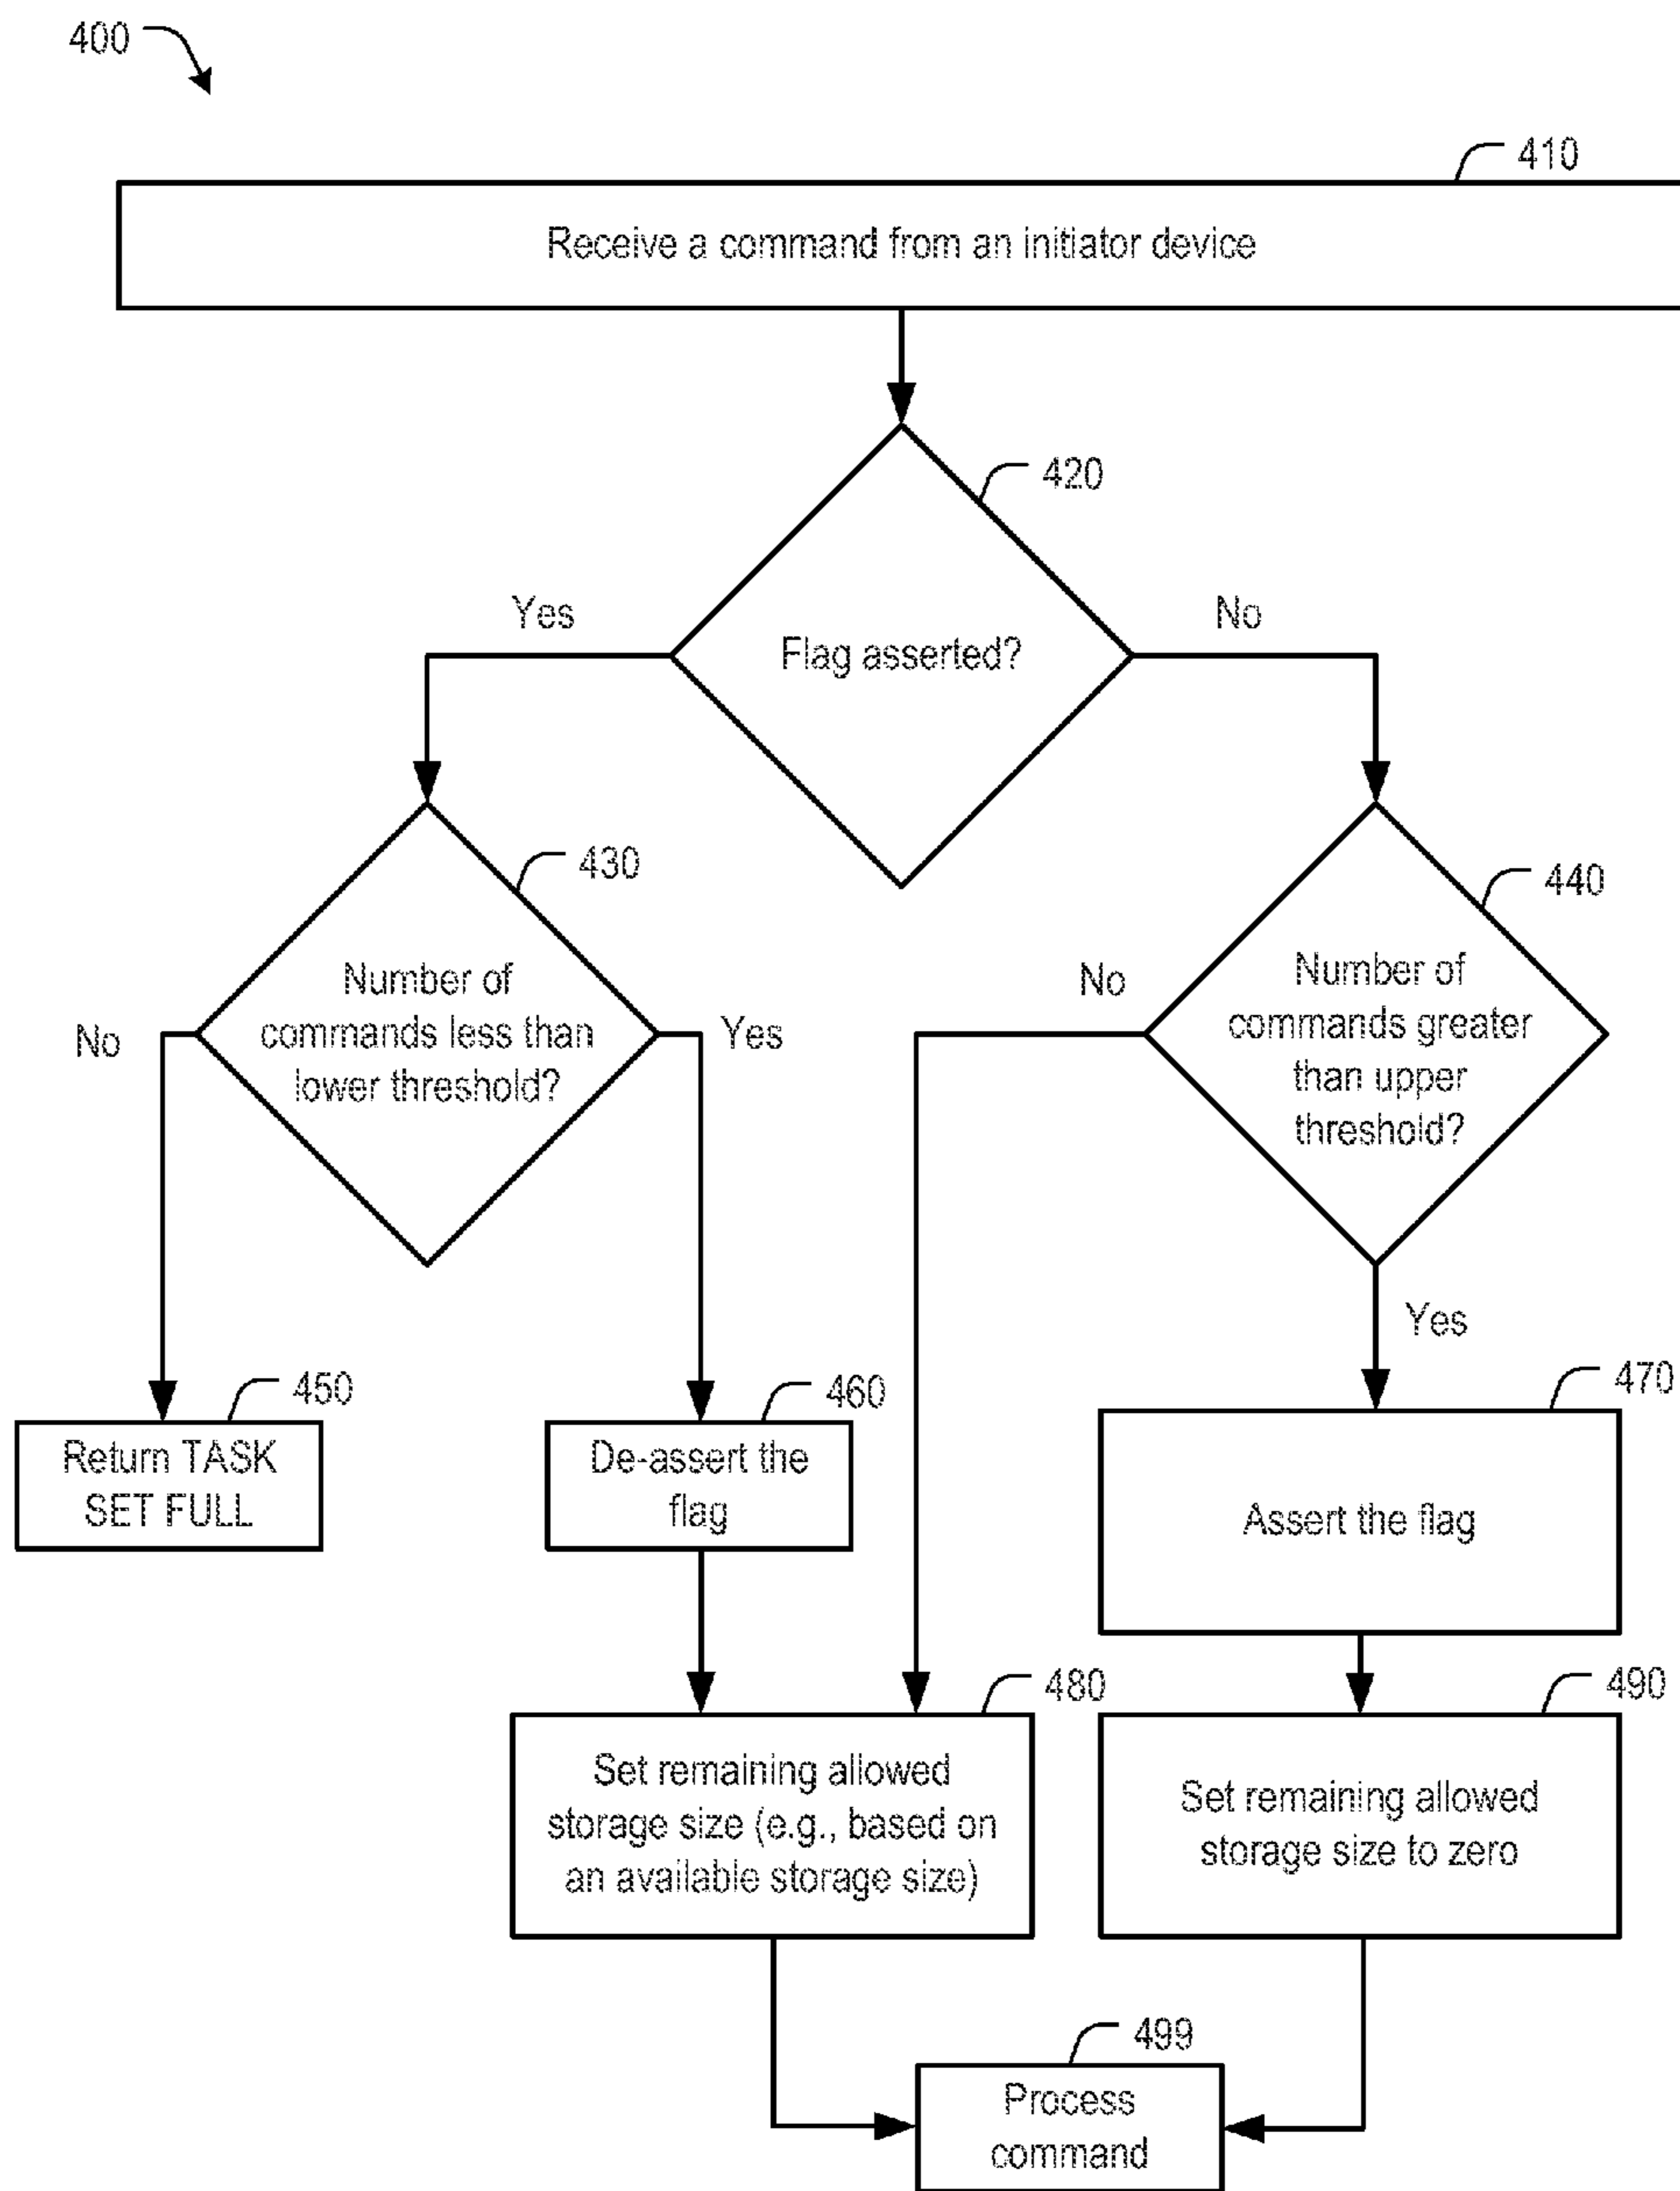 400
410
Receive a command from an initiator device
420
Yes
No
Flag asserted?
430
440
Number of
commands less than
lower threshold?
No
Yes
No
Number of
commands greater
than upper
threshold?
Yes
450
460
470
Return TASK
SET FULL
De-assert the
flag
Assert the flag
480
490
Set remaining allowed
storage size (e.g., based on
an available storage size)
Set remaining allowed
storage size to zero
499
Process
command